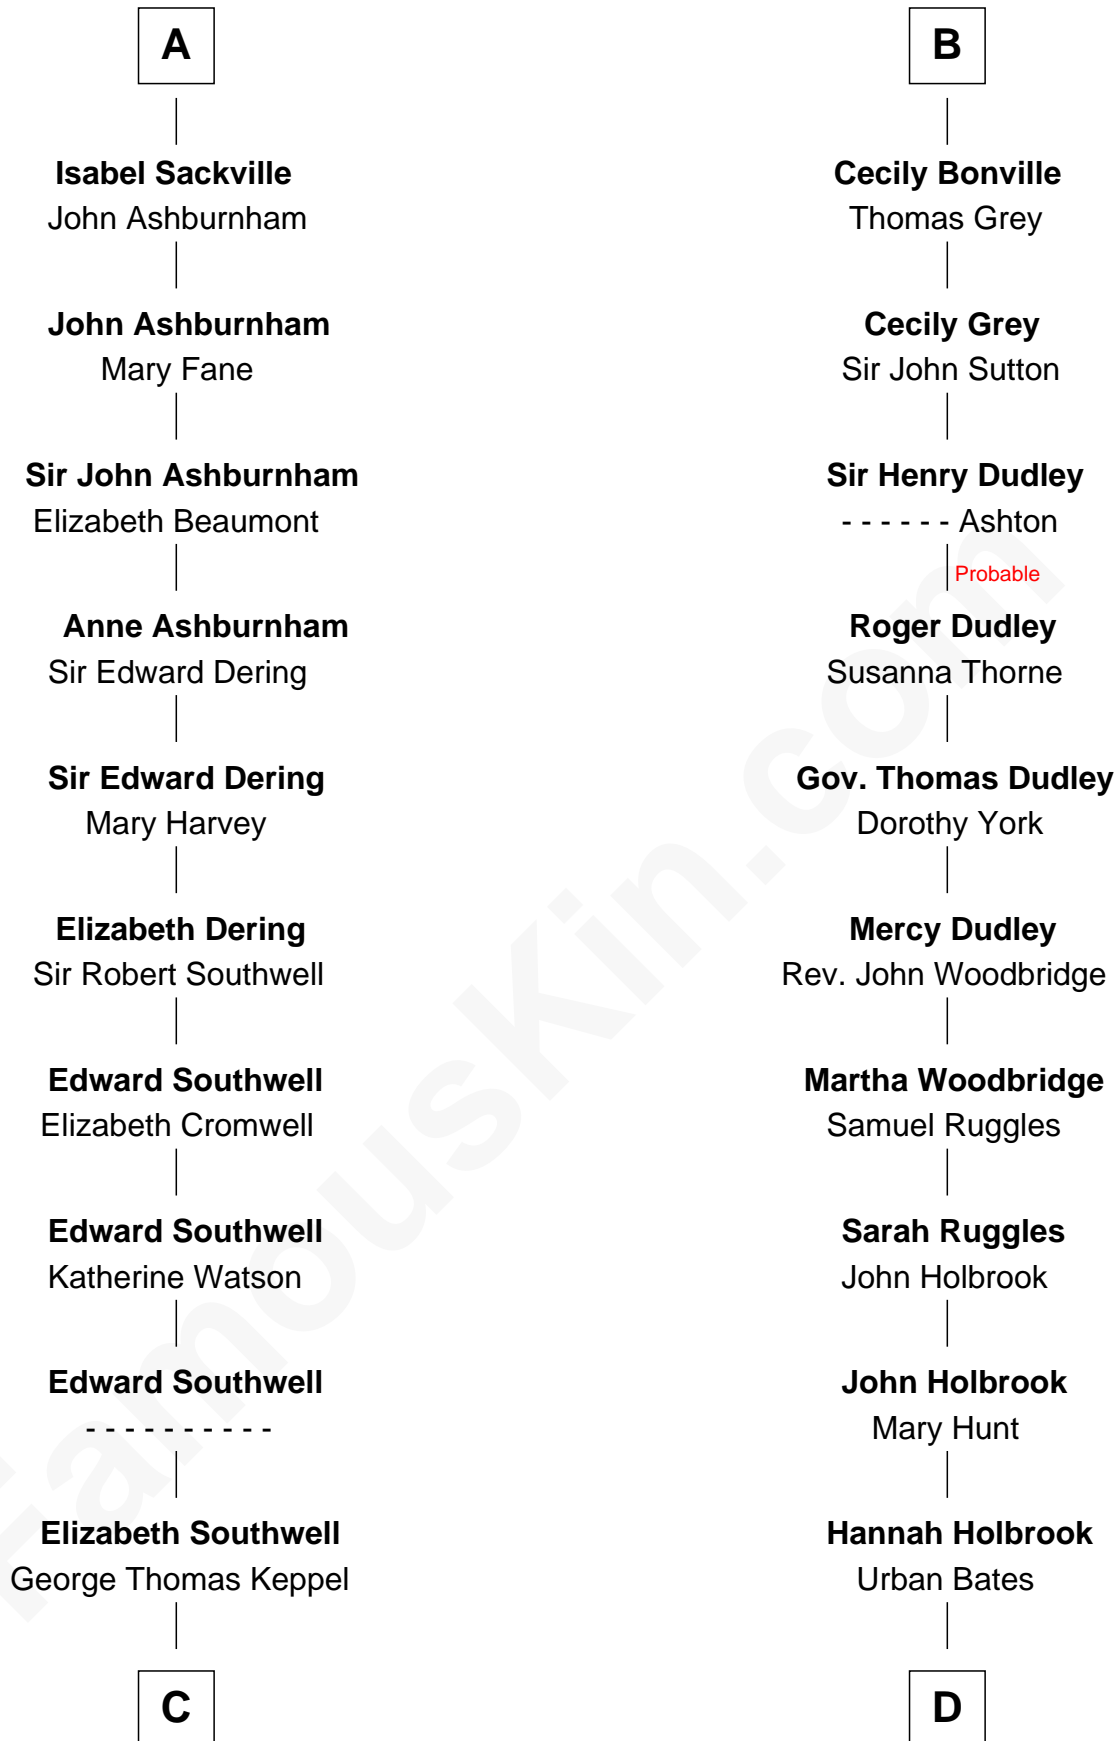 A
Isabel Sackville
John Ashburnham
John Ashburnham
Mary Fane
Sir John Ashburnham
Elizabeth Beaumont
Anne Ashburnham
Sir Edward Dering
Sir Edward Dering
Mary Harvey
Elizabeth Dering
Sir Robert Southwell
Edward Southwell
Elizabeth Cromwell
Edward Southwell
Katherine Watson
Edward Southwell
- - - - - - - - - -
Elizabeth Southwell
George Thomas Keppel
C
B
Cecily Bonville
Thomas Grey
Cecily Grey
Sir John Sutton
Sir Henry Dudley
- - - - - - Ashton
Probable
Roger Dudley
Susanna Thorne
Gov. Thomas Dudley
Dorothy York
Mercy Dudley
Rev. John Woodbridge
Martha Woodbridge
Samuel Ruggles
Sarah Ruggles
John Holbrook
John Holbrook
Mary Hunt
Hannah Holbrook
Urban Bates
D
FamousKin.com